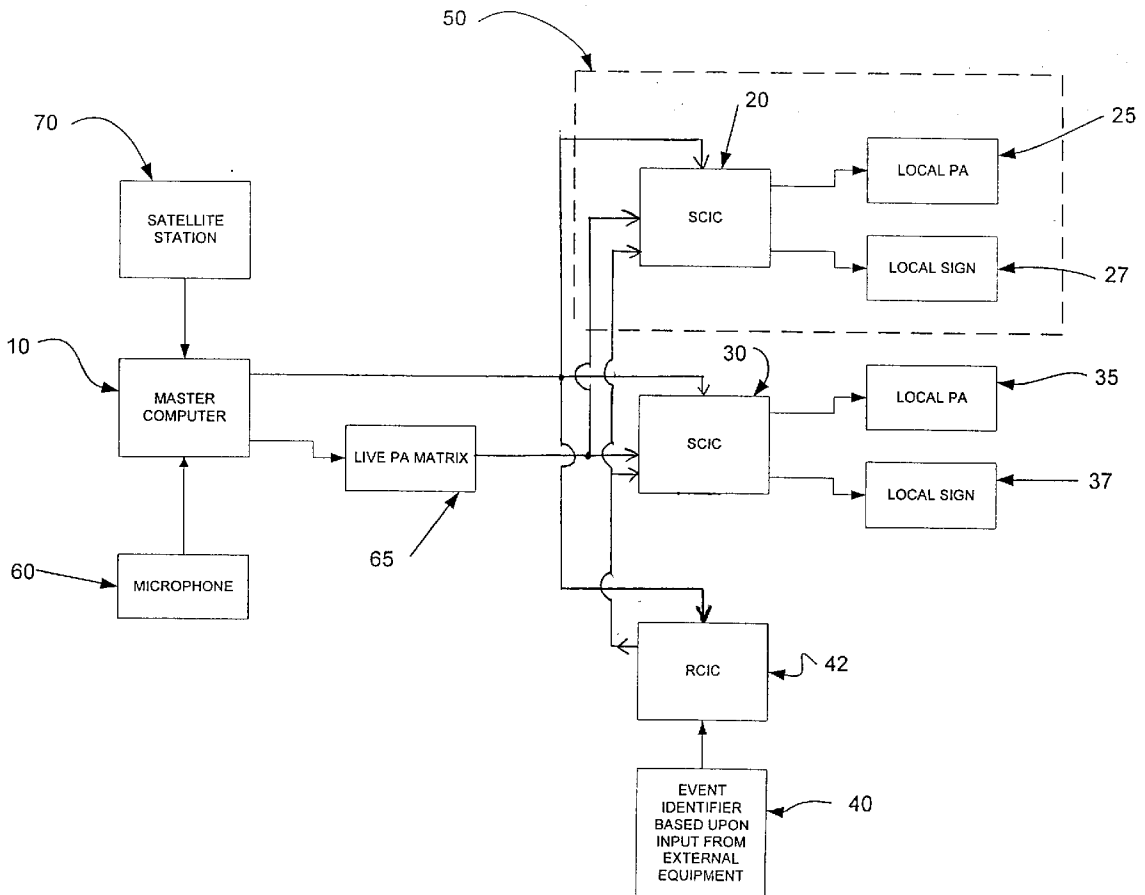 50
20
25
70
LOCAL PA
SATELLITE
STATION
SCIC
LOCAL SIGN
27
10
30
35
MASTER
COMPUTER
LOCAL PA
LIVE PA MATRIX
SCIC
LOCAL SIGN
37
65
60
MICROPHONE
RCIC
42
EVENT
IDENTIFIER
BASED UPON
INPUT FROM
EXTERNAL
EQUIPMENT
40